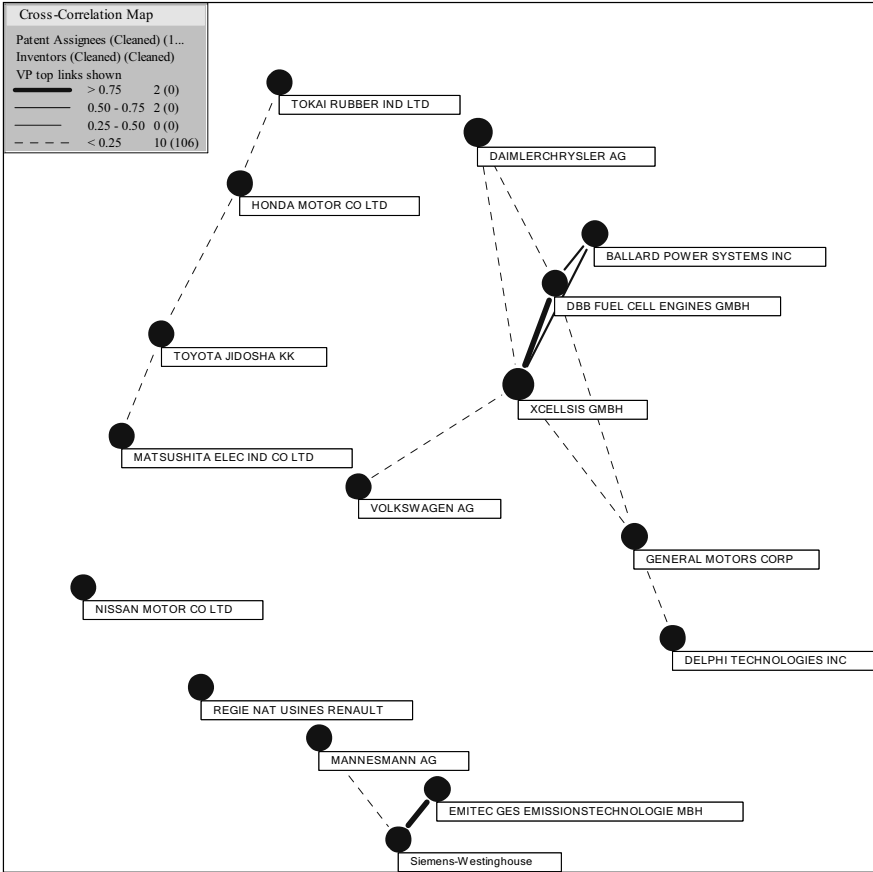 Cross-Correlation Map
Patent Assignees (Cleaned) (1...
Inventors (Cleaned) (Cleaned)
VP top links shown
> 0.75 2 (0)
0.50 - 0.75 2 (0)
0.25 - 0.50 0 (0)
< 0.25 10 (106)
TOKAI RUBBER IND LTD
DAIMLERCHRYSLER AG
HONDA MOTOR CO LTD
BALLARD POWER SYSTEMS INC
DBB FUEL CELL ENGINES GMBH
TOYOTA JIDOSHA KK
XCELLSIS GMBH
MATSUSHITA ELEC IND CO LTD
VOLKSWAGEN AG
GENERAL MOTORS CORP
NISSAN MOTOR CO LTD
DELPHI TECHNOLOGIES INC
REGIE NAT USINES RENAULT
MANNESMANN AG
EMITEC GES EMISSIONSTECHNOLOGIE MBH
Siemens-Westinghouse